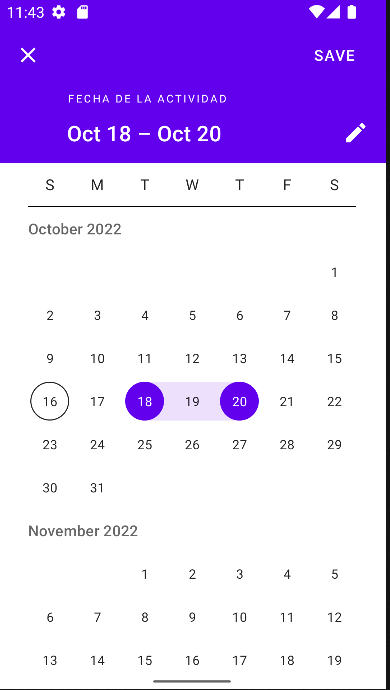 11:43
SAVE
FECHA DE LA ACTIVIDAD
Oct 18 – Oct 20
S M T W T F S
October 2022
1
2 3 4 5 6 7 8
9 10 11 12 13 14 15
16 17 18 19 20 21 22
23 24 25 26 27 28 29
30 31
November 2022
1 2 3 4 5
6 7 8 9 10 11 12
13 14 15 16 17 18 19